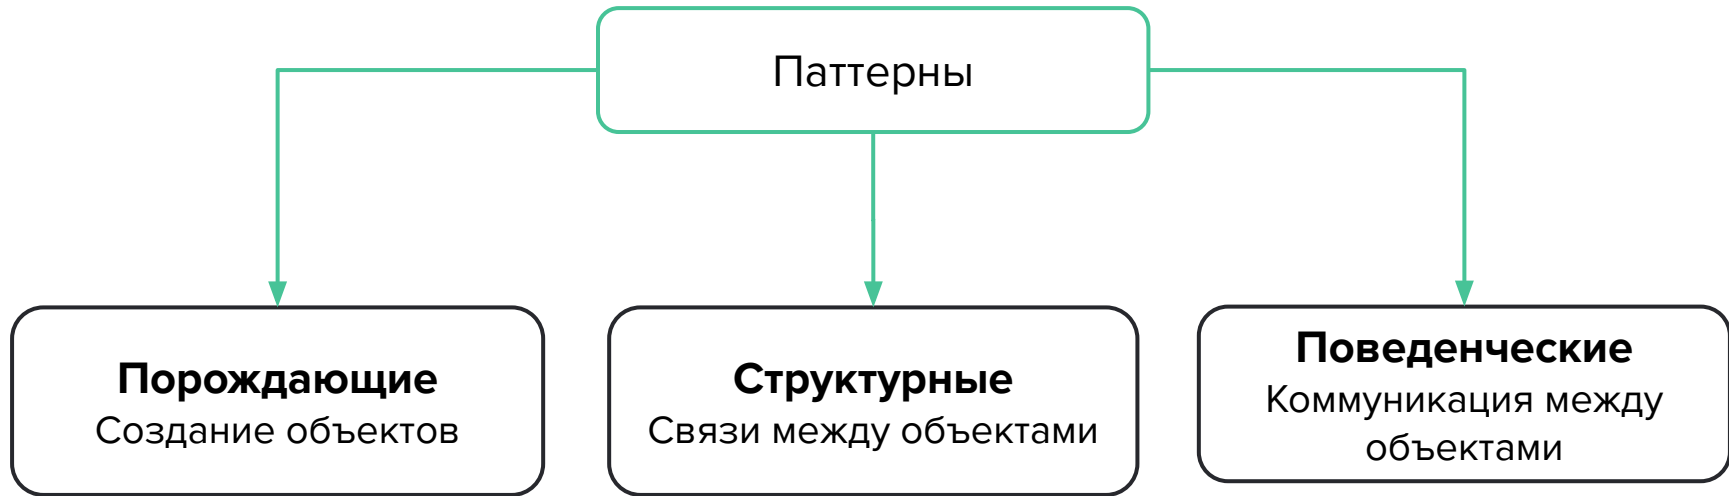 Паттерны
Порождающие
Создание объектов
Структурные
Связи между объектами
Поведенческие
Коммуникация между
объектами